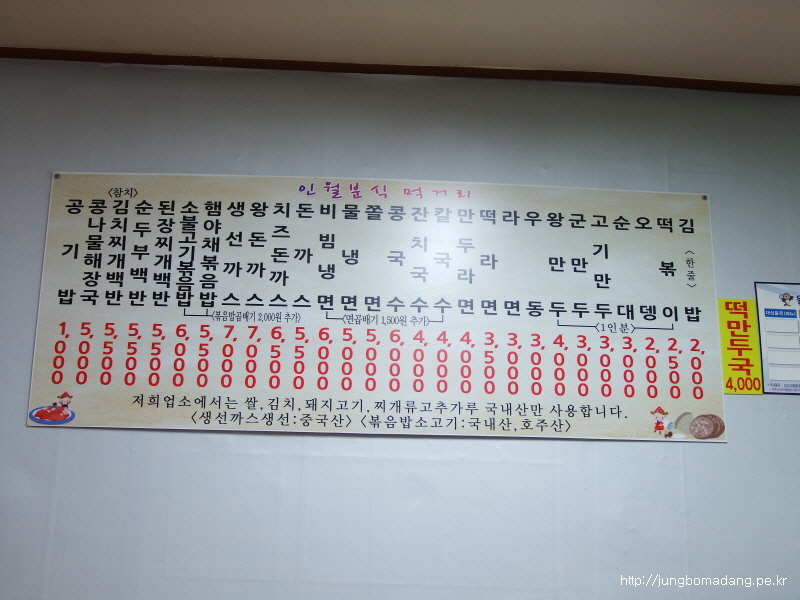 인월분식 먹거리
공기밥 1,000
콩나물해장국 5,000
〈참치〉
김치찌개백반 5,500
순두부백반 5,500
된장찌개백반 5,500
소불고기볶음밥 6,000
햄야채볶음밥 5,000
〈볶음밥곱배기 2,000원 추가〉
생선까스 7,000
왕돈까스 7,000
치즈돈까스 6,000
돈까스 5,000
비빔냉면 6,000
물냉면 5,000
쫄면 5,000
콩국수 6,000
잔치국수 4,000
칼국수 4,000
〈면곱배기 1,500원 추가〉
만두라면 4,000
떡라면 3,500
라면 3,000
우동 3,000
왕만두 4,000
군만두 3,000
고기만두 3,000
순대 3,000
오뎅 2,000
떡볶이 2,500
〈1인분〉
김밥 2,000
〈한줄〉
저희업소에서는 쌀,김치,돼지고기,찌개류고추가루 국내산만 사용합니다.
〈생선까스생선:중국산〉 〈볶음밥소고기:국내산,호주산〉
떡만두국
4,000
http://jungbomadang.pe.kr